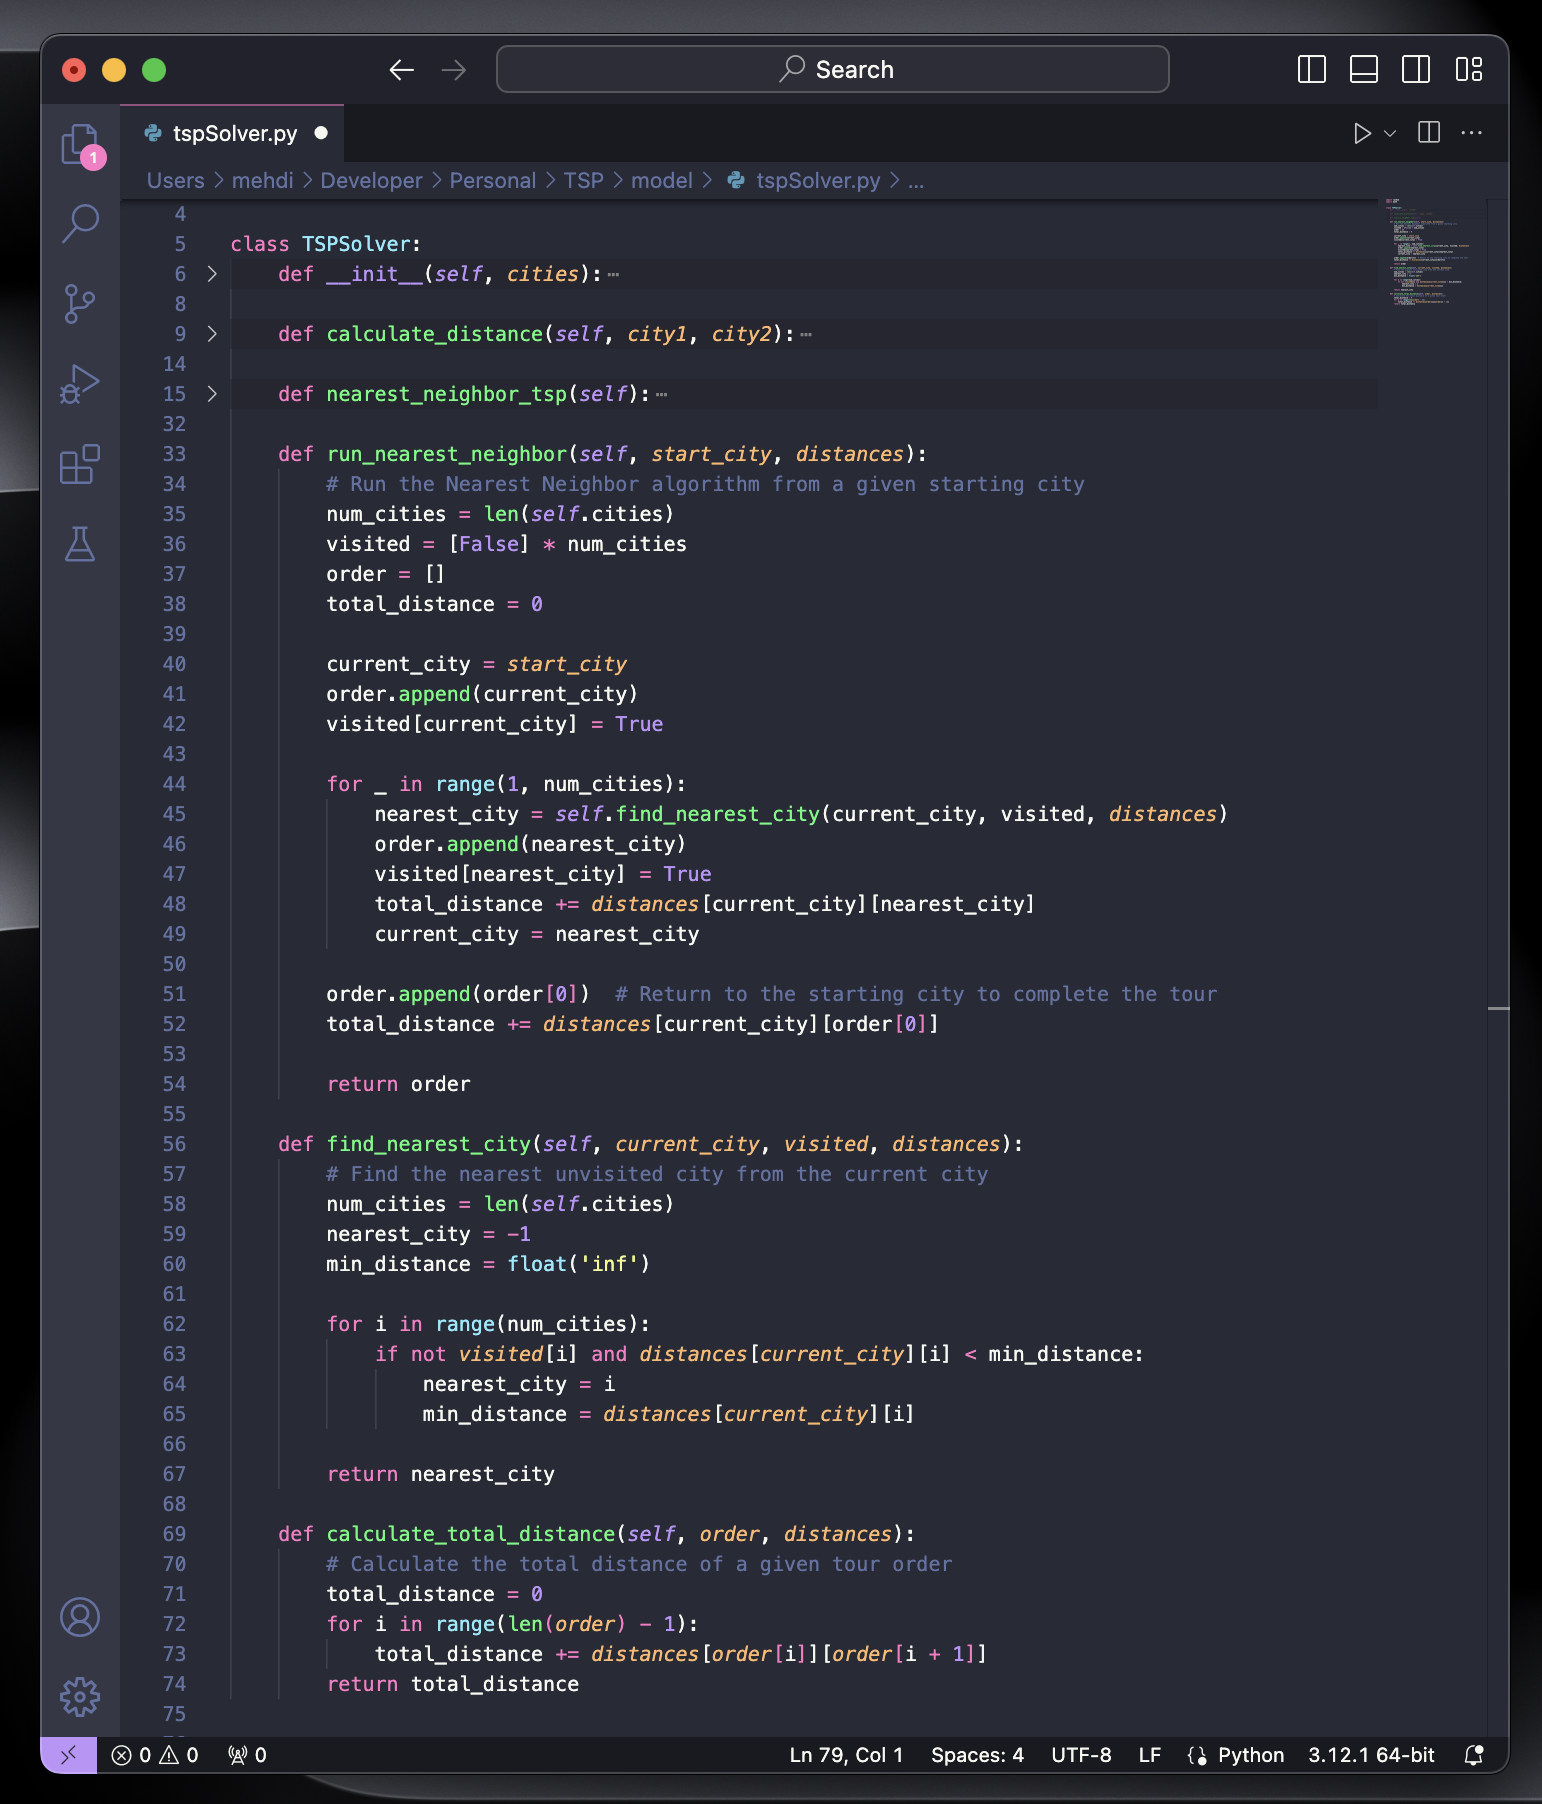 Search
tspSolver.py
1
Users > mehdi > Developer > Personal > TSP > model > tspSolver.py > ...
4
5 class TSPSolver:
6 def __init__(self, cities):
8
9 def calculate_distance(self, city1, city2):
14
15 def nearest_neighbor_tsp(self):
32
33 def run_nearest_neighbor(self, start_city, distances):
34 # Run the Nearest Neighbor algorithm from a given starting city
35 num_cities = len(self.cities)
36 visited = [False] * num_cities
37 order = []
38 total_distance = 0
39
40 current_city = start_city
41 order.append(current_city)
42 visited[current_city] = True
43
44 for _ in range(1, num_cities):
45 nearest_city = self.find_nearest_city(current_city, visited, distances)
46 order.append(nearest_city)
47 visited[nearest_city] = True
48 total_distance += distances[current_city][nearest_city]
49 current_city = nearest_city
50
51 order.append(order[0])  # Return to the starting city to complete the tour
52 total_distance += distances[current_city][order[0]]
53
54 return order
55
56 def find_nearest_city(self, current_city, visited, distances):
57 # Find the nearest unvisited city from the current city
58 num_cities = len(self.cities)
59 nearest_city = -1
60 min_distance = float('inf')
61
62 for i in range(num_cities):
63 if not visited[i] and distances[current_city][i] < min_distance:
64 nearest_city = i
65 min_distance = distances[current_city][i]
66
67 return nearest_city
68
69 def calculate_total_distance(self, order, distances):
70 # Calculate the total distance of a given tour order
71 total_distance = 0
72 for i in range(len(order) - 1):
73 total_distance += distances[order[i]][order[i + 1]]
74 return total_distance
75
0 0 0 Ln 79, Col 1 Spaces: 4 UTF-8 LF Python 3.12.1 64-bit